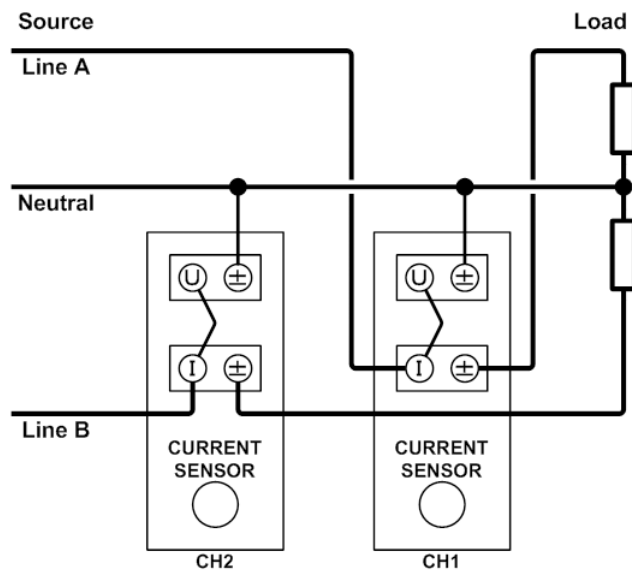 Source Load
Line A
Neutral
U ± U ±
I ± I ±
Line B
CURRENT SENSOR CURRENT SENSOR
CH2 CH1